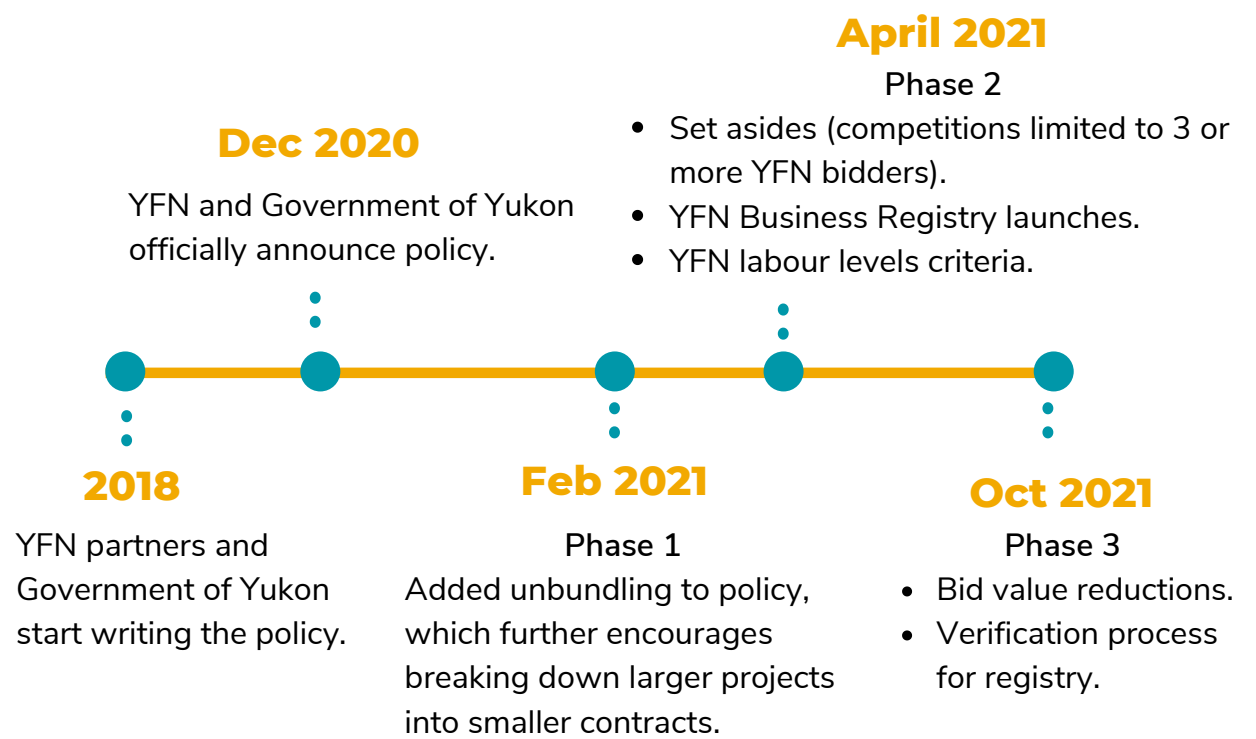 2018
YFN partners and
Government of Yukon
start writing the policy.
Dec 2020
YFN and Government of Yukon
officially announce policy.
Feb 2021
Phase 1
Added unbundling to policy,
which further encourages
breaking down larger projects
into smaller contracts.
April 2021
Phase 2
• Set asides (competitions limited to 3 or
more YFN bidders).
• YFN Business Registry launches.
• YFN labour levels criteria.
Oct 2021
Phase 3
• Bid value reductions.
• Verification process
for registry.